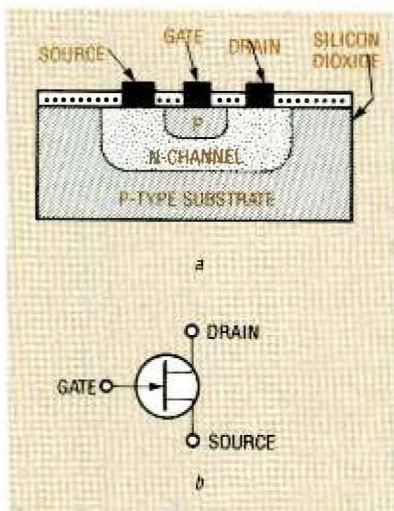 GATE
SOURCE
DRAIN
SILICON
DIOXIDE
P
N-CHANNEL
P-TYPE SUBSTRATE
a
DRAIN
GATE
SOURCE
b